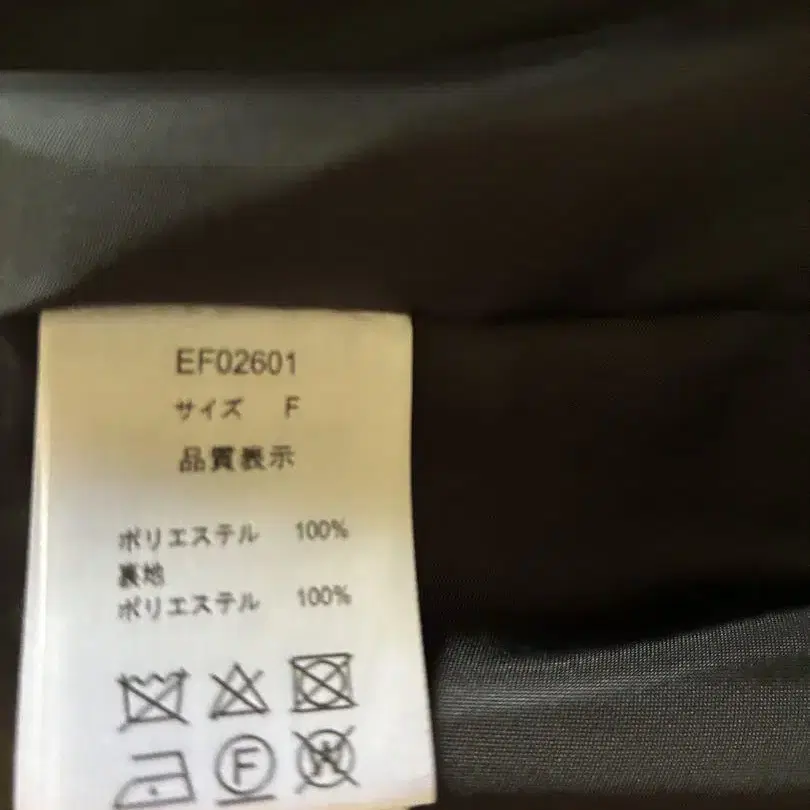 EF02601
サイズ F
品質表示
ポリエステル 100%
裏地
ポリエステル 100%
F
W